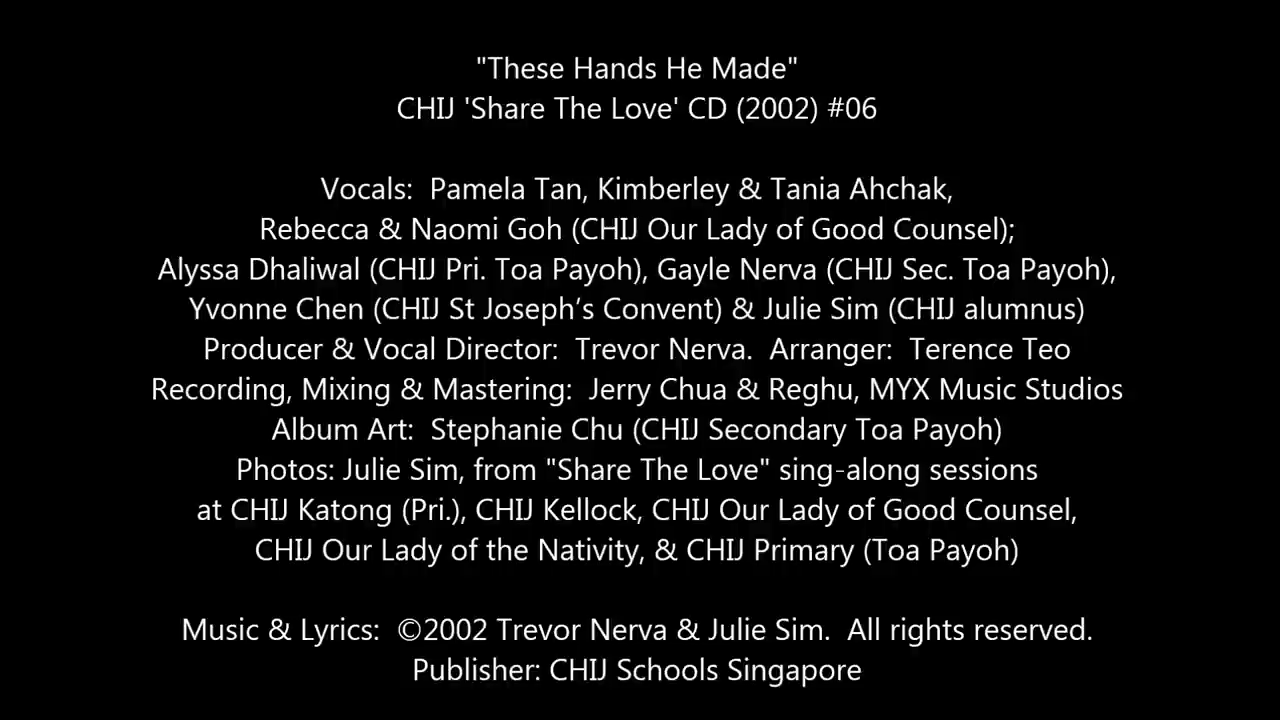 "These Hands He Made"
CHIJ 'Share The Love' CD (2002) #06
Vocals:  Pamela Tan, Kimberley & Tania Ahchak,
Rebecca & Naomi Goh (CHIJ Our Lady of Good Counsel);
Alyssa Dhaliwal (CHIJ Pri. Toa Payoh), Gayle Nerva (CHIJ Sec. Toa Payoh),
Yvonne Chen (CHIJ St Joseph’s Convent) & Julie Sim (CHIJ alumnus)
Producer & Vocal Director:  Trevor Nerva.  Arranger:  Terence Teo
Recording, Mixing & Mastering:  Jerry Chua & Reghu, MYX Music Studios
Album Art:  Stephanie Chu (CHIJ Secondary Toa Payoh)
Photos: Julie Sim, from "Share The Love" sing-along sessions
at CHIJ Katong (Pri.), CHIJ Kellock, CHIJ Our Lady of Good Counsel,
CHIJ Our Lady of the Nativity, & CHIJ Primary (Toa Payoh)
Music & Lyrics:  ©2002 Trevor Nerva & Julie Sim.  All rights reserved.
Publisher: CHIJ Schools Singapore